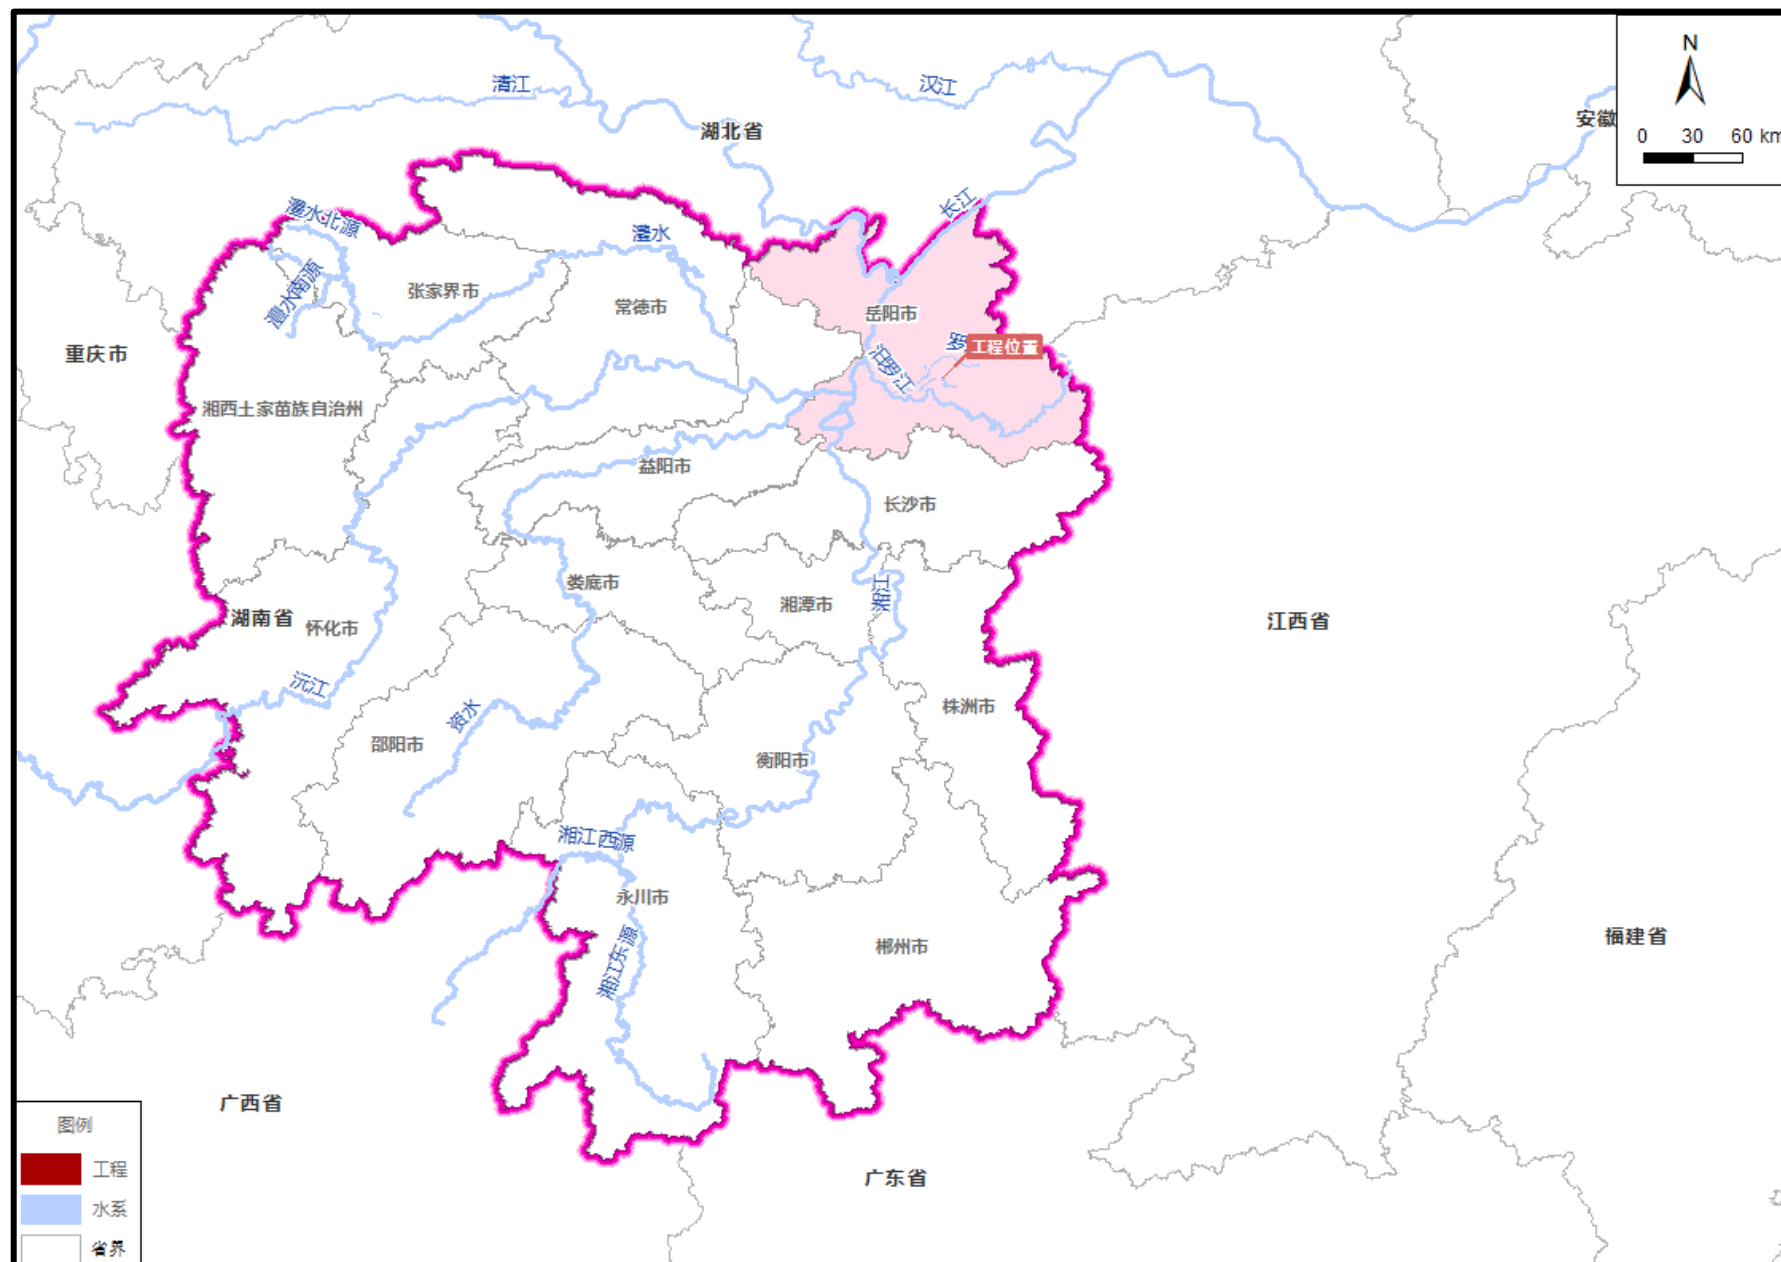 N
0 30 60 km
清江
汉江
湖北省
安徽
澧水北源
长江
澧水
澧水南源
张家界市
常德市
岳阳市
罗
工程位置
汨罗江
重庆市
湘西土家苗族自治州
益阳市
长沙市
娄底市
湘潭市
湘江
湖南省
怀化市
江西省
沅江
资水
邵阳市
株洲市
衡阳市
湘江西源
永川市
湘江东源
郴州市
福建省
广西省
广东省
图例
工程
水系
省界